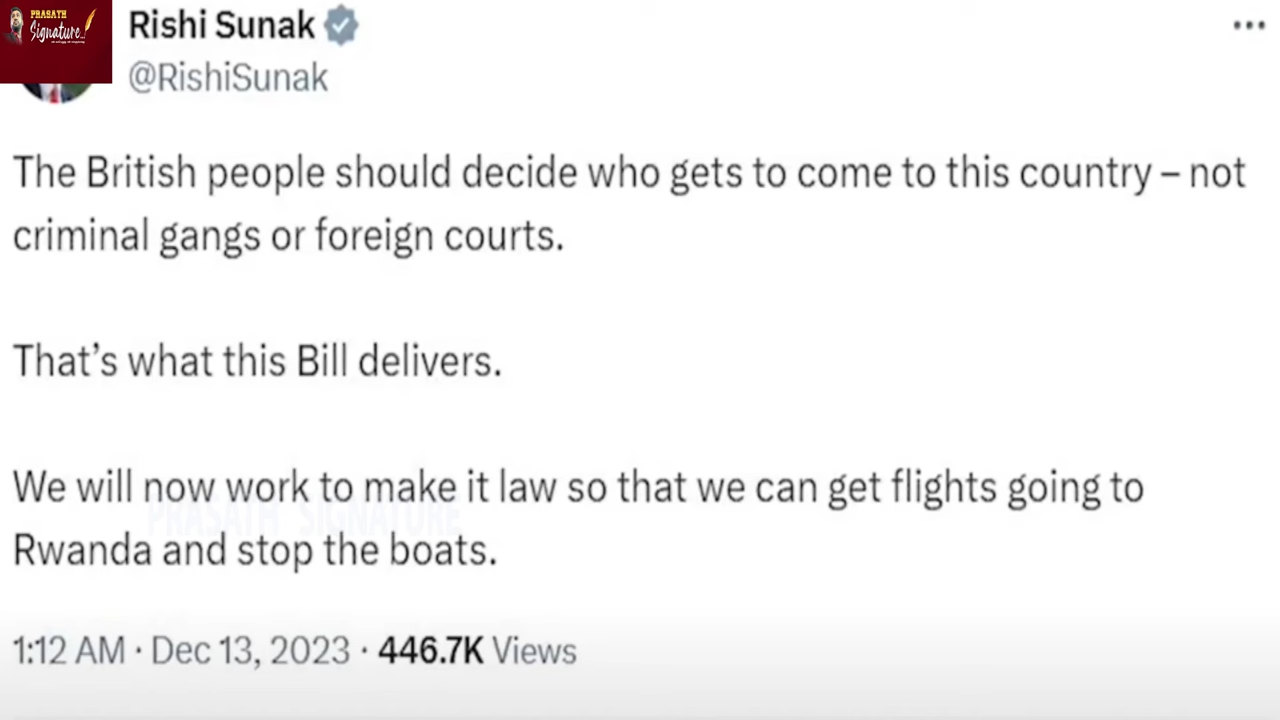 PRASATH
Signature..!
Rishi Sunak
@RishiSunak
The British people should decide who gets to come to this country – not
criminal gangs or foreign courts.
That’s what this Bill delivers.
We will now work to make it law so that we can get flights going to
PRASATH SIGNATURE
Rwanda and stop the boats.
1:12 AM · Dec 13, 2023 · 446.7K Views